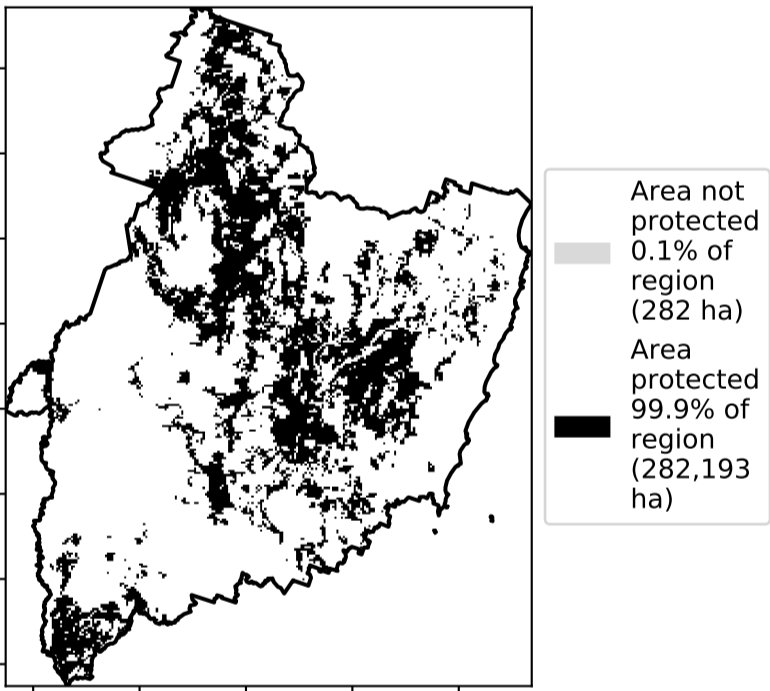 Area not
protected
0.1% of
region
(282 ha)
Area
protected
99.9% of
region
(282,193
ha)